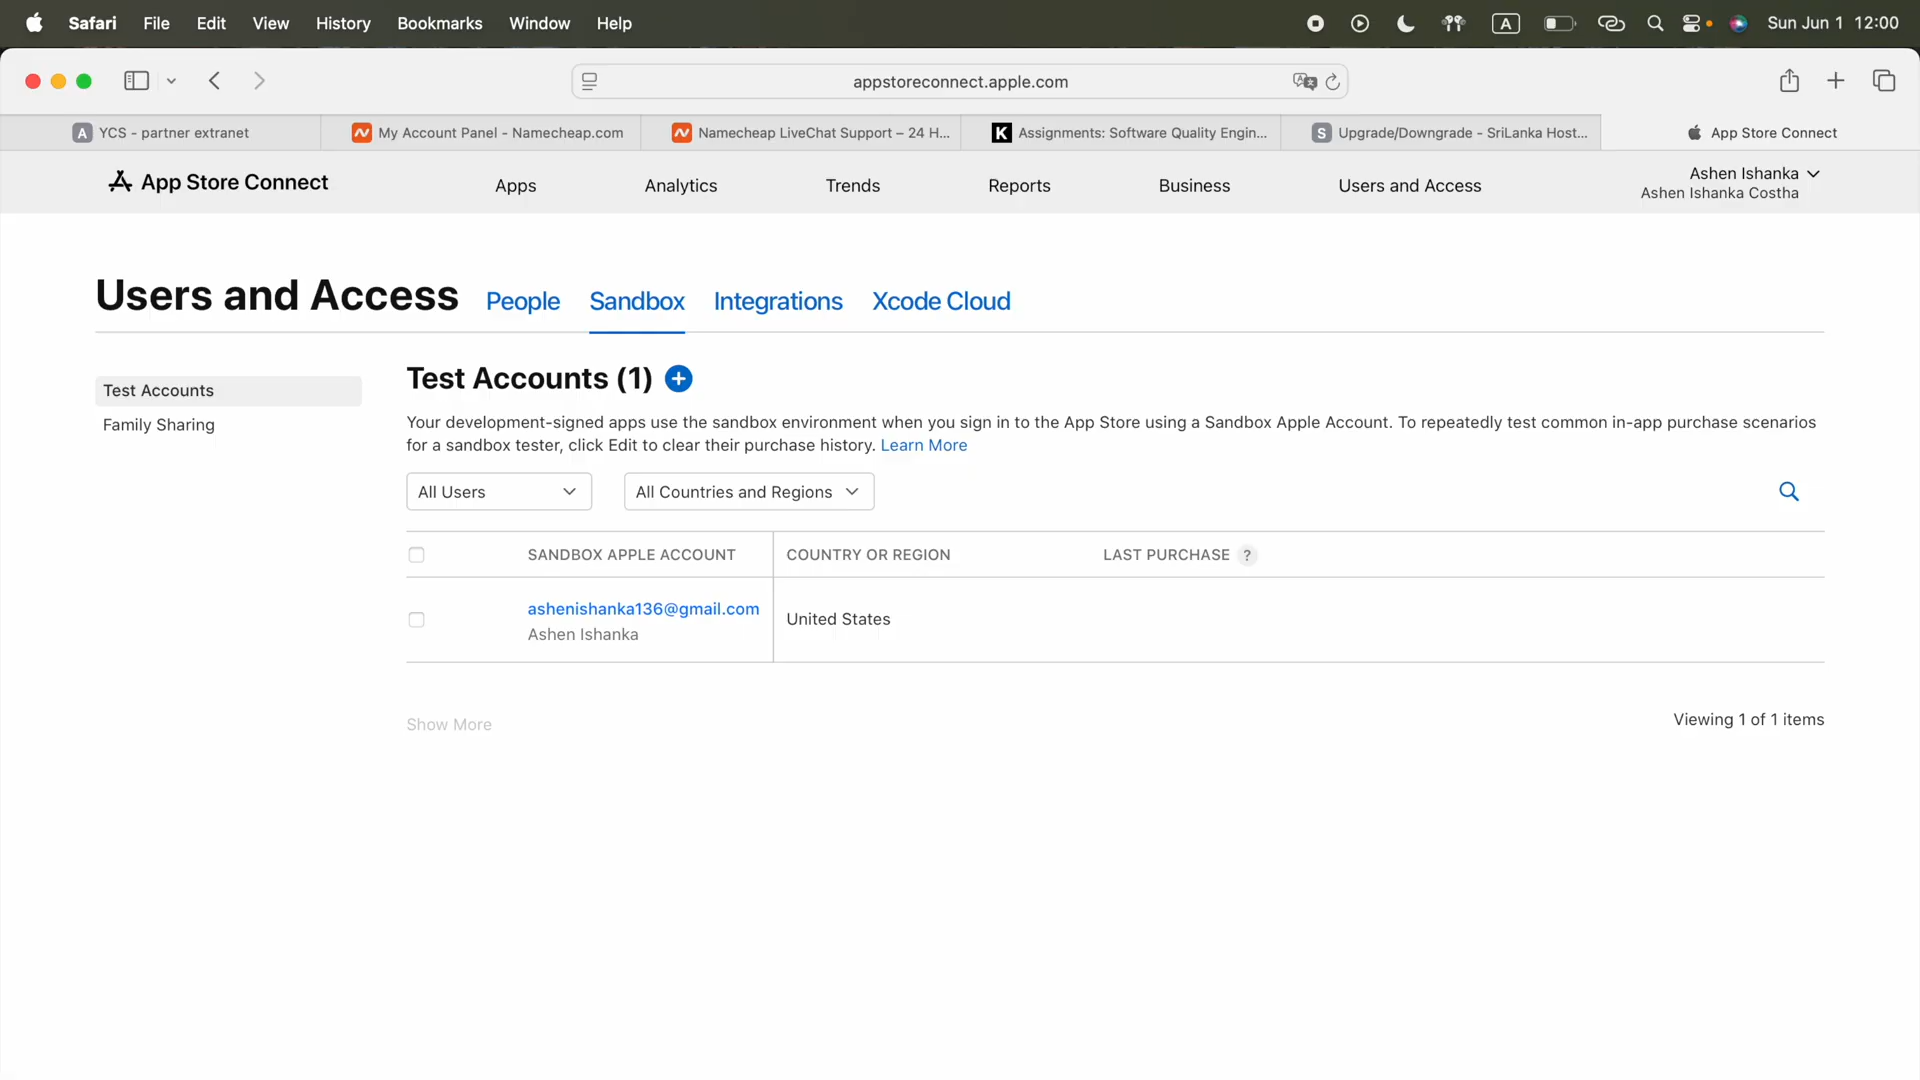 Safari File Edit View History Bookmarks Window Help A Sun Jun 1 12:00
appstoreconnect.apple.com
A YCS - partner extranet My Account Panel - Namecheap.com Namecheap LiveChat Support – 24 H... K Assignments: Software Quality Engin... S Upgrade/Downgrade - SriLanka Host... App Store Connect
App Store Connect Apps Analytics Trends Reports Business Users and Access Ashen Ishanka
Ashen Ishanka Costha
Users and Access People Sandbox Integrations Xcode Cloud
Test Accounts
Family Sharing
Test Accounts (1)
Your development-signed apps use the sandbox environment when you sign in to the App Store using a Sandbox Apple Account. To repeatedly test common in-app purchase scenarios
for a sandbox tester, click Edit to clear their purchase history. Learn More
All Users All Countries and Regions
SANDBOX APPLE ACCOUNT COUNTRY OR REGION LAST PURCHASE ?
ashenishanka136@gmail.com United States
Ashen Ishanka
Show More Viewing 1 of 1 items